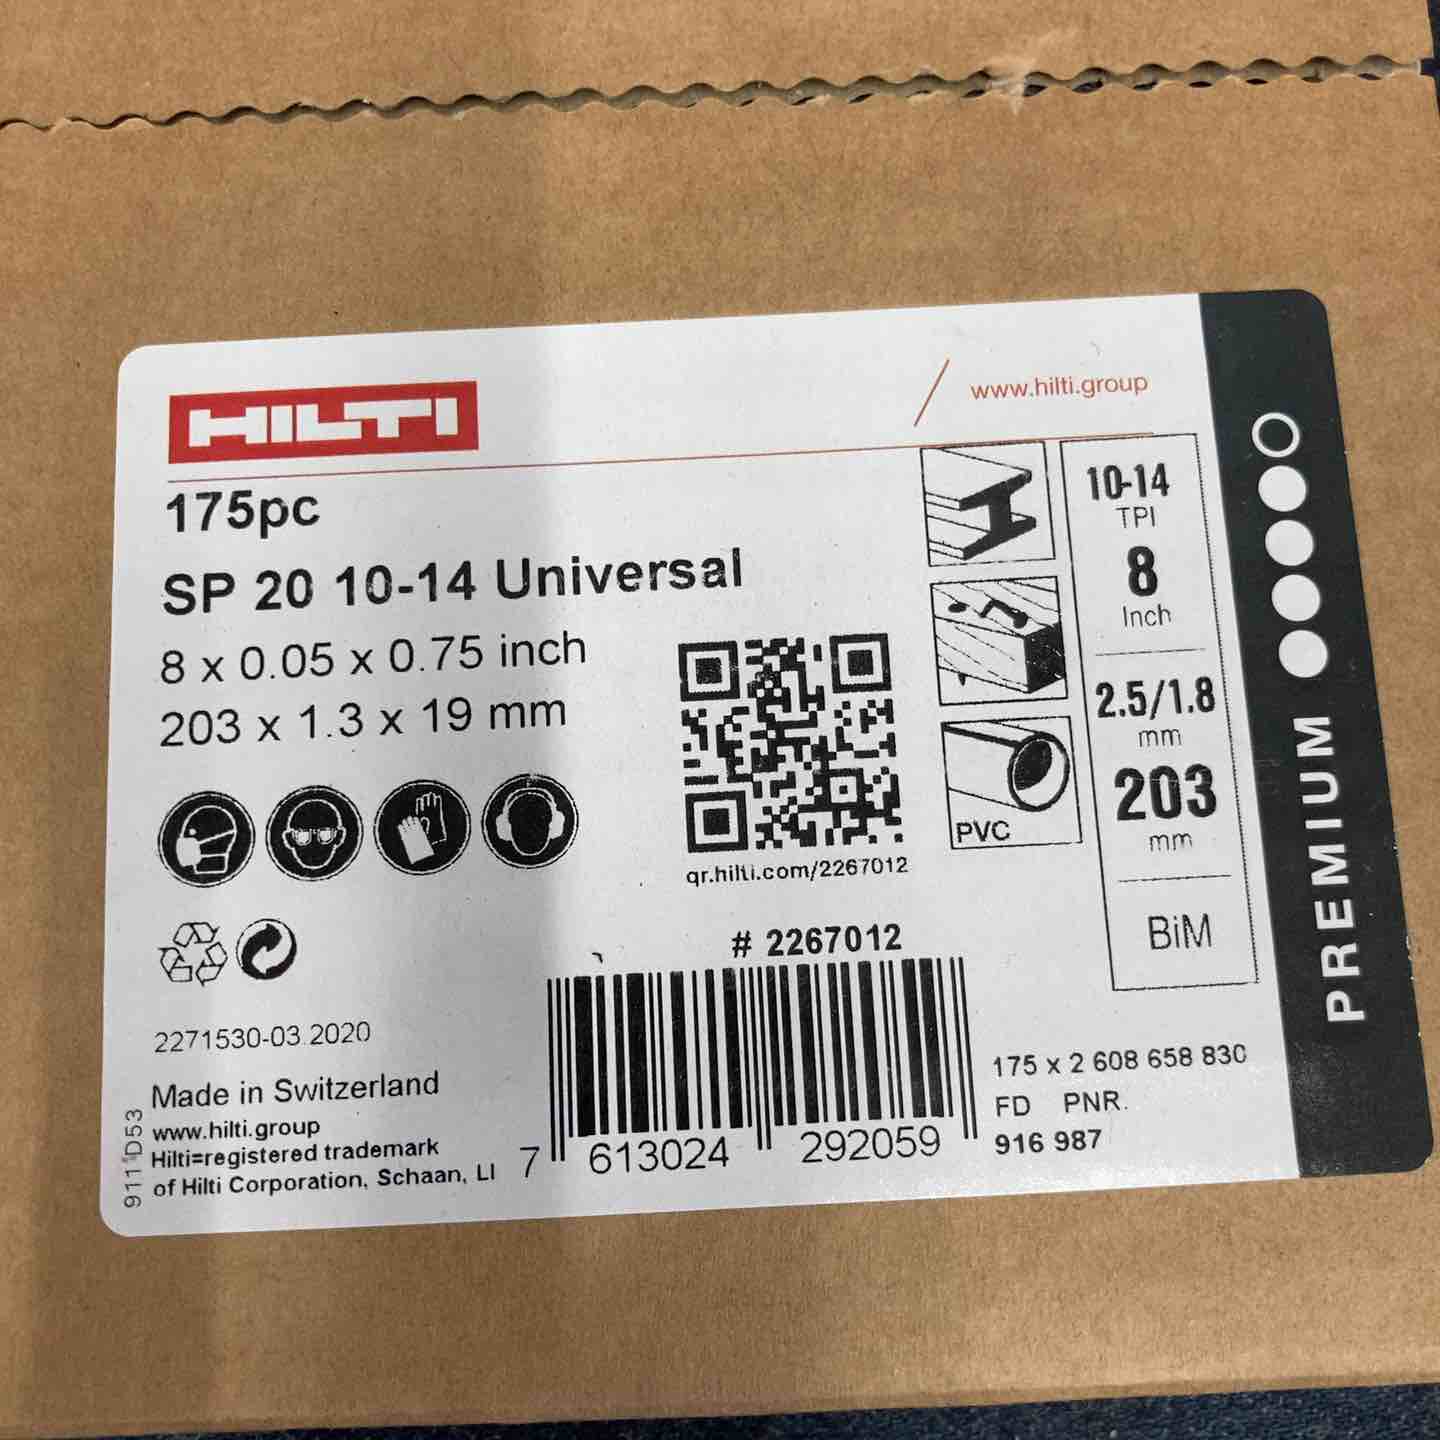 HILTI
www.hilti.group
175pc
SP 20 10-14 Universal
8 x 0.05 x 0.75 inch
203 x 1.3 x 19 mm
qr.hilti.com/2267012
PVC
10-14
TPI
8
Inch
2.5/1.8
mm
203
mm
BiM
PREMIUM
# 2267012
7 613024 292059
2271530-03.2020
Made in Switzerland
www.hilti.group
Hilti=registered trademark
of Hilti Corporation, Schaan, LI
911 D53
175 x 2 608 658 830
FD PNR.
916 987